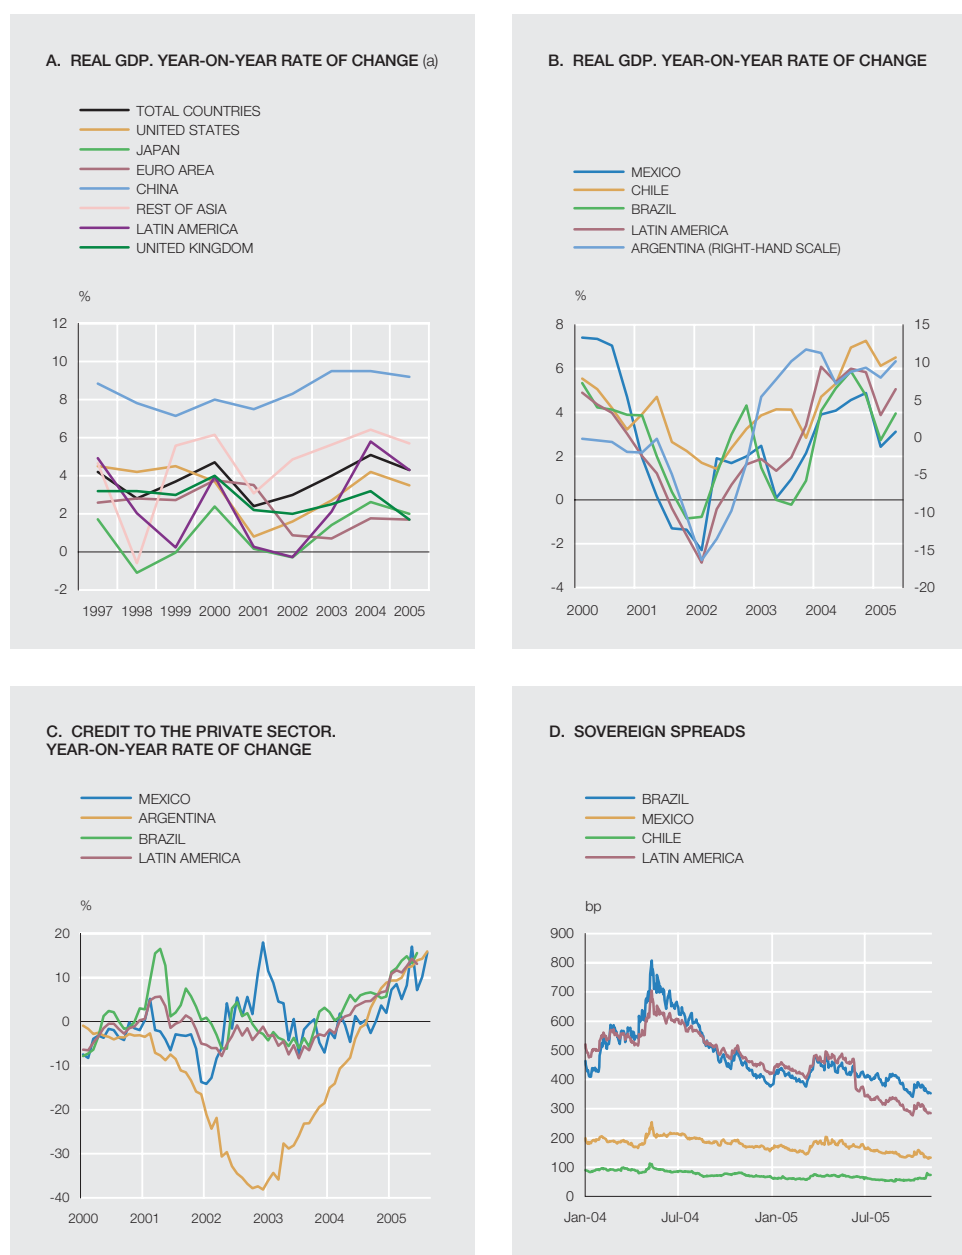 A. REAL GDP. YEAR-ON-YEAR RATE OF CHANGE (a)
TOTAL COUNTRIES
UNITED STATES
JAPAN
EURO AREA
CHINA
REST OF ASIA
LATIN AMERICA
UNITED KINGDOM
%
12
10
8
6
4
2
0
-2
1997 1998 1999 2000 2001 2002 2003 2004 2005
B. REAL GDP. YEAR-ON-YEAR RATE OF CHANGE
MEXICO
CHILE
BRAZIL
LATIN AMERICA
ARGENTINA (RIGHT-HAND SCALE)
%
8
6
4
2
0
-2
-4
15
10
5
0
-5
-10
-15
-20
2000 2001 2002 2003 2004 2005
C. CREDIT TO THE PRIVATE SECTOR.
YEAR-ON-YEAR RATE OF CHANGE
MEXICO
ARGENTINA
BRAZIL
LATIN AMERICA
%
20
10
0
-10
-20
-30
-40
2000 2001 2002 2003 2004 2005
D. SOVEREIGN SPREADS
BRAZIL
MEXICO
CHILE
LATIN AMERICA
bp
900
800
700
600
500
400
300
200
100
0
Jan-04 Jul-04 Jan-05 Jul-05